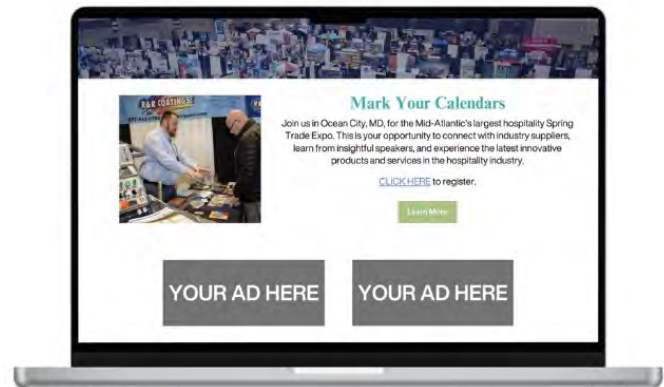 R&R COATINGS
Mark Your Calendars
Join us in Ocean City, MD, for the Mid-Atlantic's largest hospitality Spring
Trade Expo. This is your opportunity to connect with industry suppliers,
learn from insightful speakers, and experience the latest innovative
products and services in the hospitality industry.
CLICK HERE to register.
Learn More
YOUR AD HERE
YOUR AD HERE